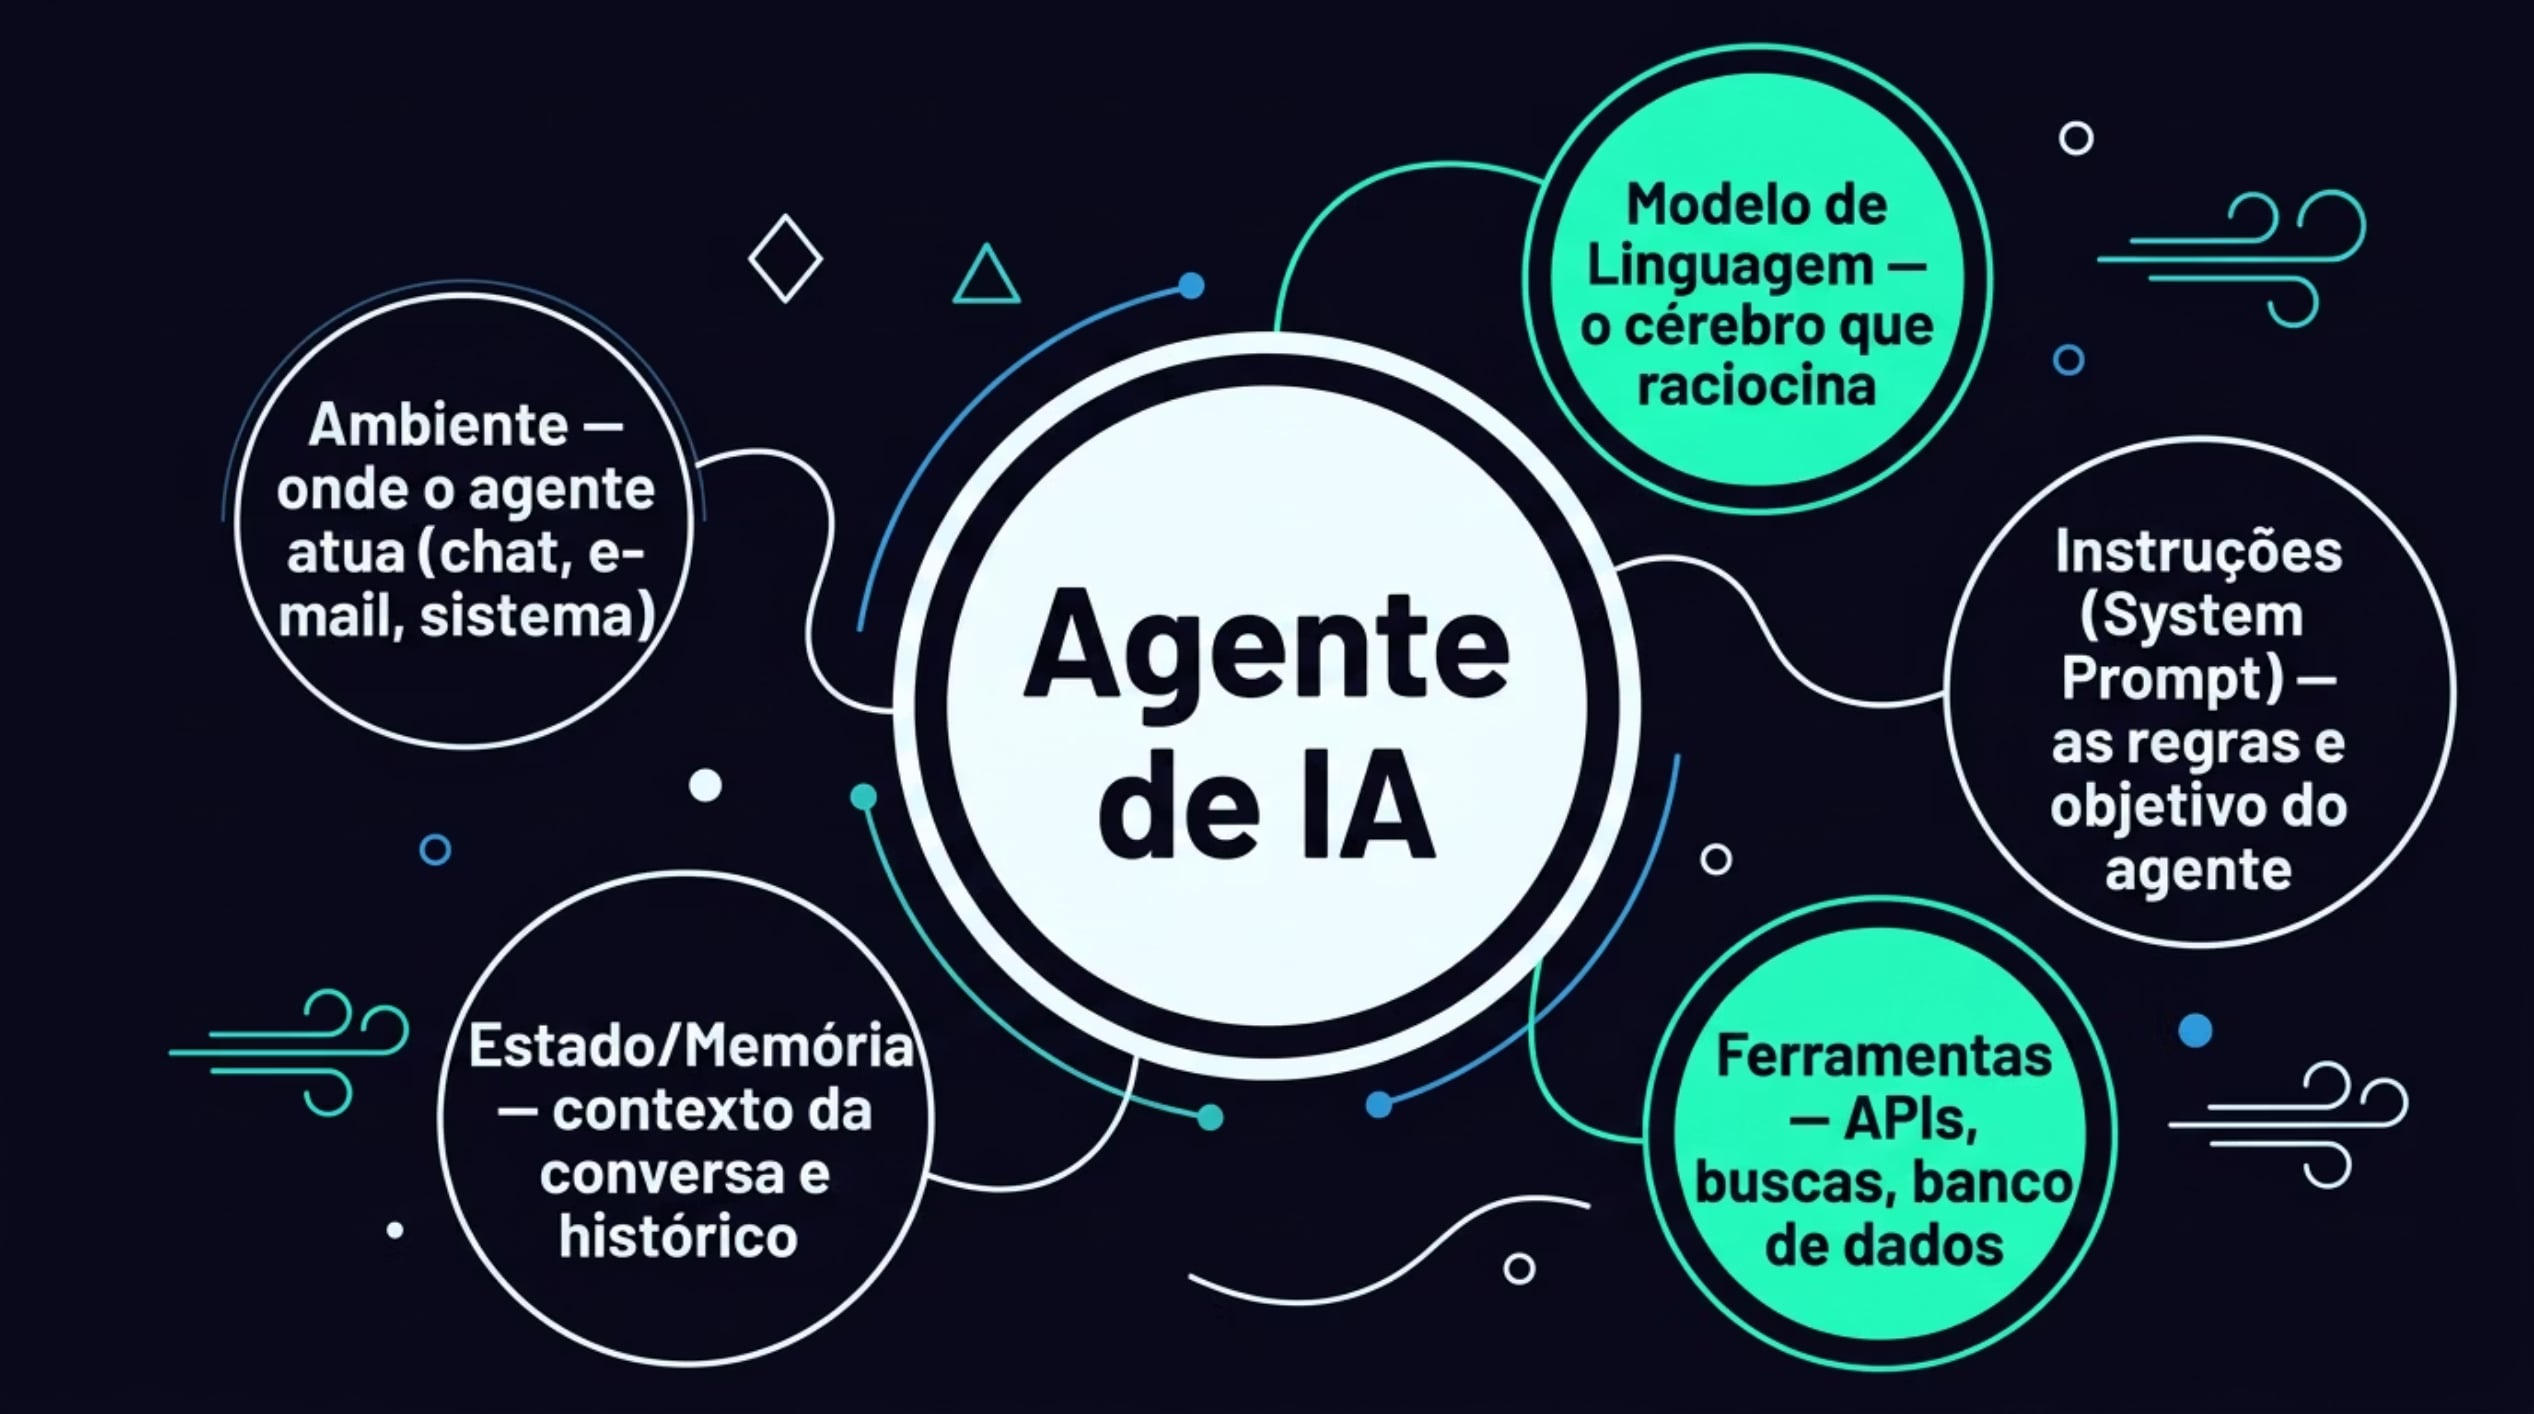 Agente
de IA
Modelo de
Linguagem —
o cérebro que
raciocina
Instruções
(System
Prompt) —
as regras e
objetivo do
agente
Ferramentas
— APIs,
buscas, banco
de dados
Estado/Memória
— contexto da
conversa e
histórico
Ambiente —
onde o agente
atua (chat, e-
mail, sistema)